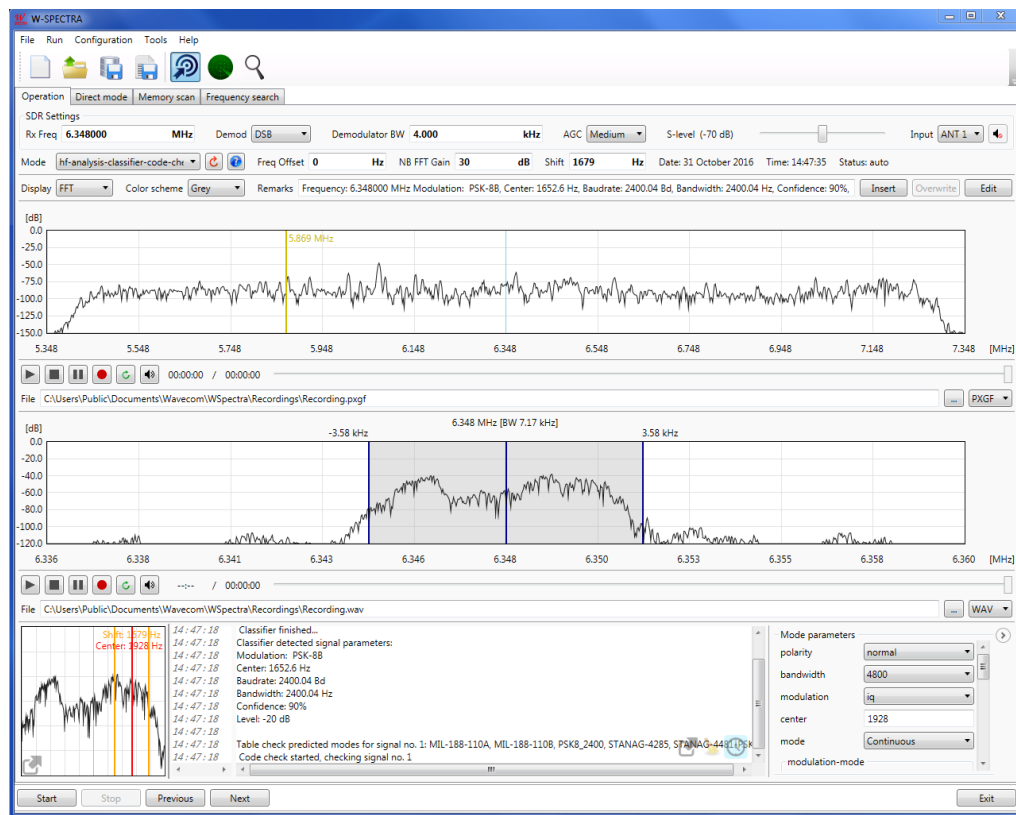 W-SPECTRA
File Run Configuration Tools Help
Operation Direct mode Memory scan Frequency search
SDR Settings
Rx Freq 6.348000 MHz Demod DSB Demodulator BW 4.000 kHz AGC Medium S-level (-70 dB) Input ANT 1
Mode hf-analysis-classifier-code-che Freq Offset 0 Hz NB FFT Gain 30 dB Shift 1679 Hz Date: 31 October 2016 Time: 14:47:35 Status: auto
Display FFT Color scheme Grey Remarks Frequency: 6.348000 MHz Modulation: PSK-8B, Center: 1652.6 Hz, Baudrate: 2400.04 Bd, Bandwidth: 2400.04 Hz, Confidence: 90%, Insert Overwrite Edit
[dB]
0.0
5.869 MHz
-25.0
-50.0
-75.0
-100.0
-125.0
-150.0
5.348 5.548 5.748 5.948 6.148 6.348 6.548 6.748 6.948 7.148 7.348 [MHz]
00:00:00 / 00:00:00
File C:\Users\Public\Documents\Wavecom\WSpectra\Recordings\Recording.pxgf ... PXGF
6.348 MHz [BW 7.17 kHz]
[dB] -3.58 kHz 3.58 kHz
0.0
-20.0
-40.0
-60.0
-80.0
-100.0
-120.0
6.336 6.338 6.341 6.343 6.346 6.348 6.350 6.353 6.355 6.358 6.360 [MHz]
--:-- / 00:00:00
File C:\Users\Public\Documents\Wavecom\WSpectra\Recordings\Recording.wav ... WAV
Shift: 1679 Hz
Center: 1928 Hz
14:47:18 Classifier finished...
14:47:18 Classifier detected signal parameters:
14:47:18 Modulation: PSK-8B
14:47:18 Center: 1652.6 Hz
14:47:18 Baudrate: 2400.04 Bd
14:47:18 Bandwidth: 2400.04 Hz
14:47:18 Confidence: 90%
14:47:18 Level: -20 dB
14:47:18
14:47:18 Table check predicted modes for signal no. 1: MIL-188-110A, MIL-188-110B, PSK8_2400, STANAG-4285, STANAG-4481-PSK
14:47:18 Code check started, checking signal no. 1
Mode parameters
polarity normal
bandwidth 4800
modulation iq
center 1928
mode Continuous
modulation-mode
Start Stop Previous Next Exit